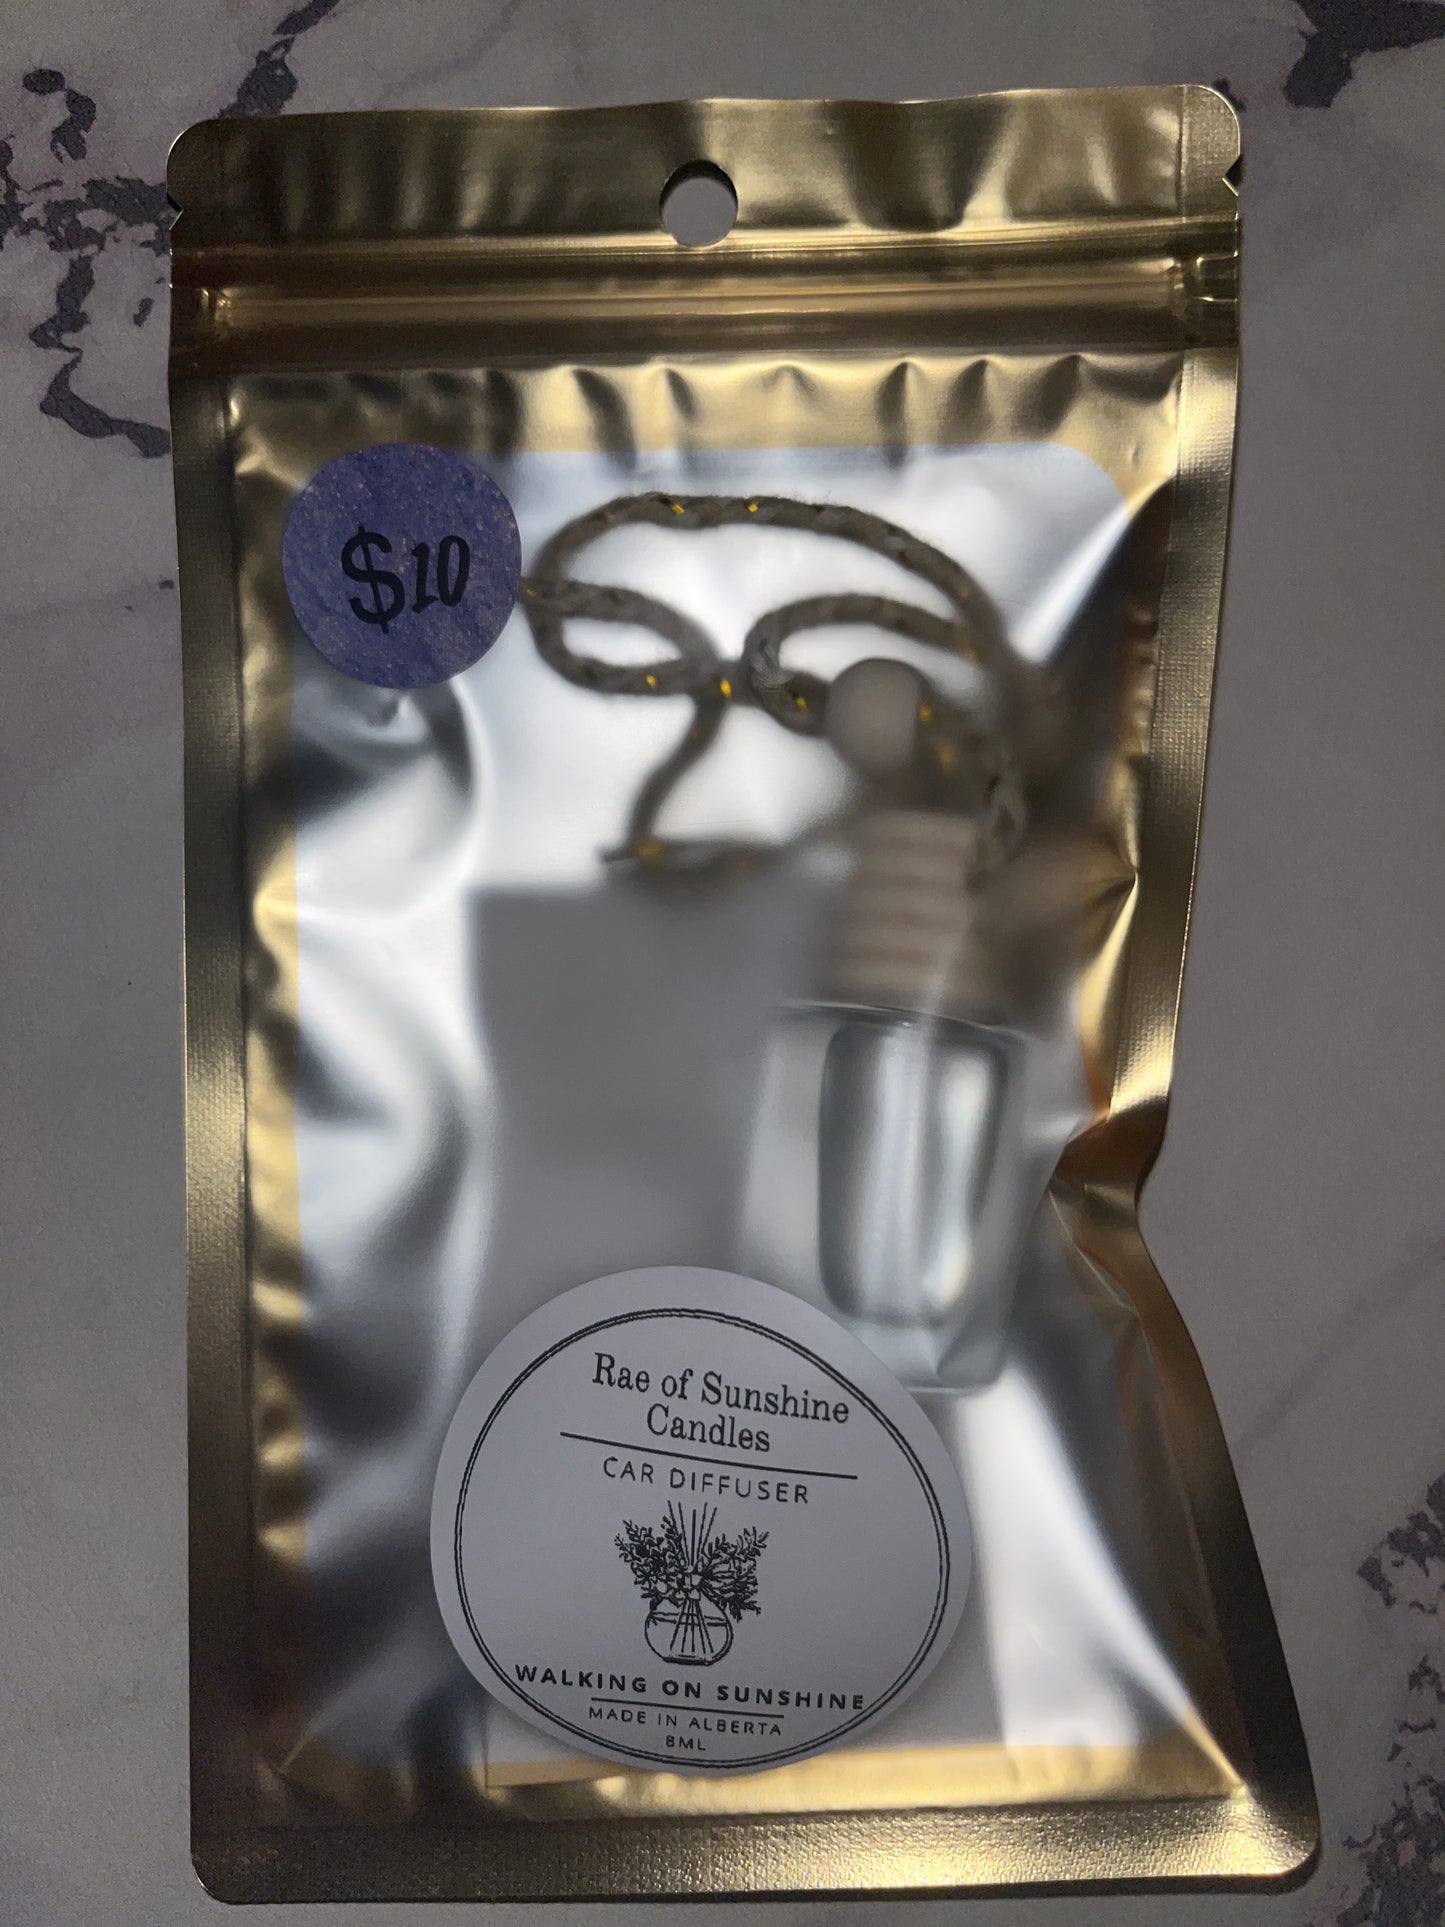 $10
Rae of Sunshine
Candles
CAR DIFFUSER
WALKING ON SUNSHINE
MADE IN ALBERTA
8ML